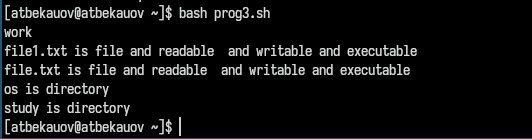 [atbekauov@atbekauov ~]$ bash prog3.sh
work
file1.txt is file and readable  and writable and executable
file.txt is file and readable  and writable and executable
os is directory
study is directory
[atbekauov@atbekauov ~]$